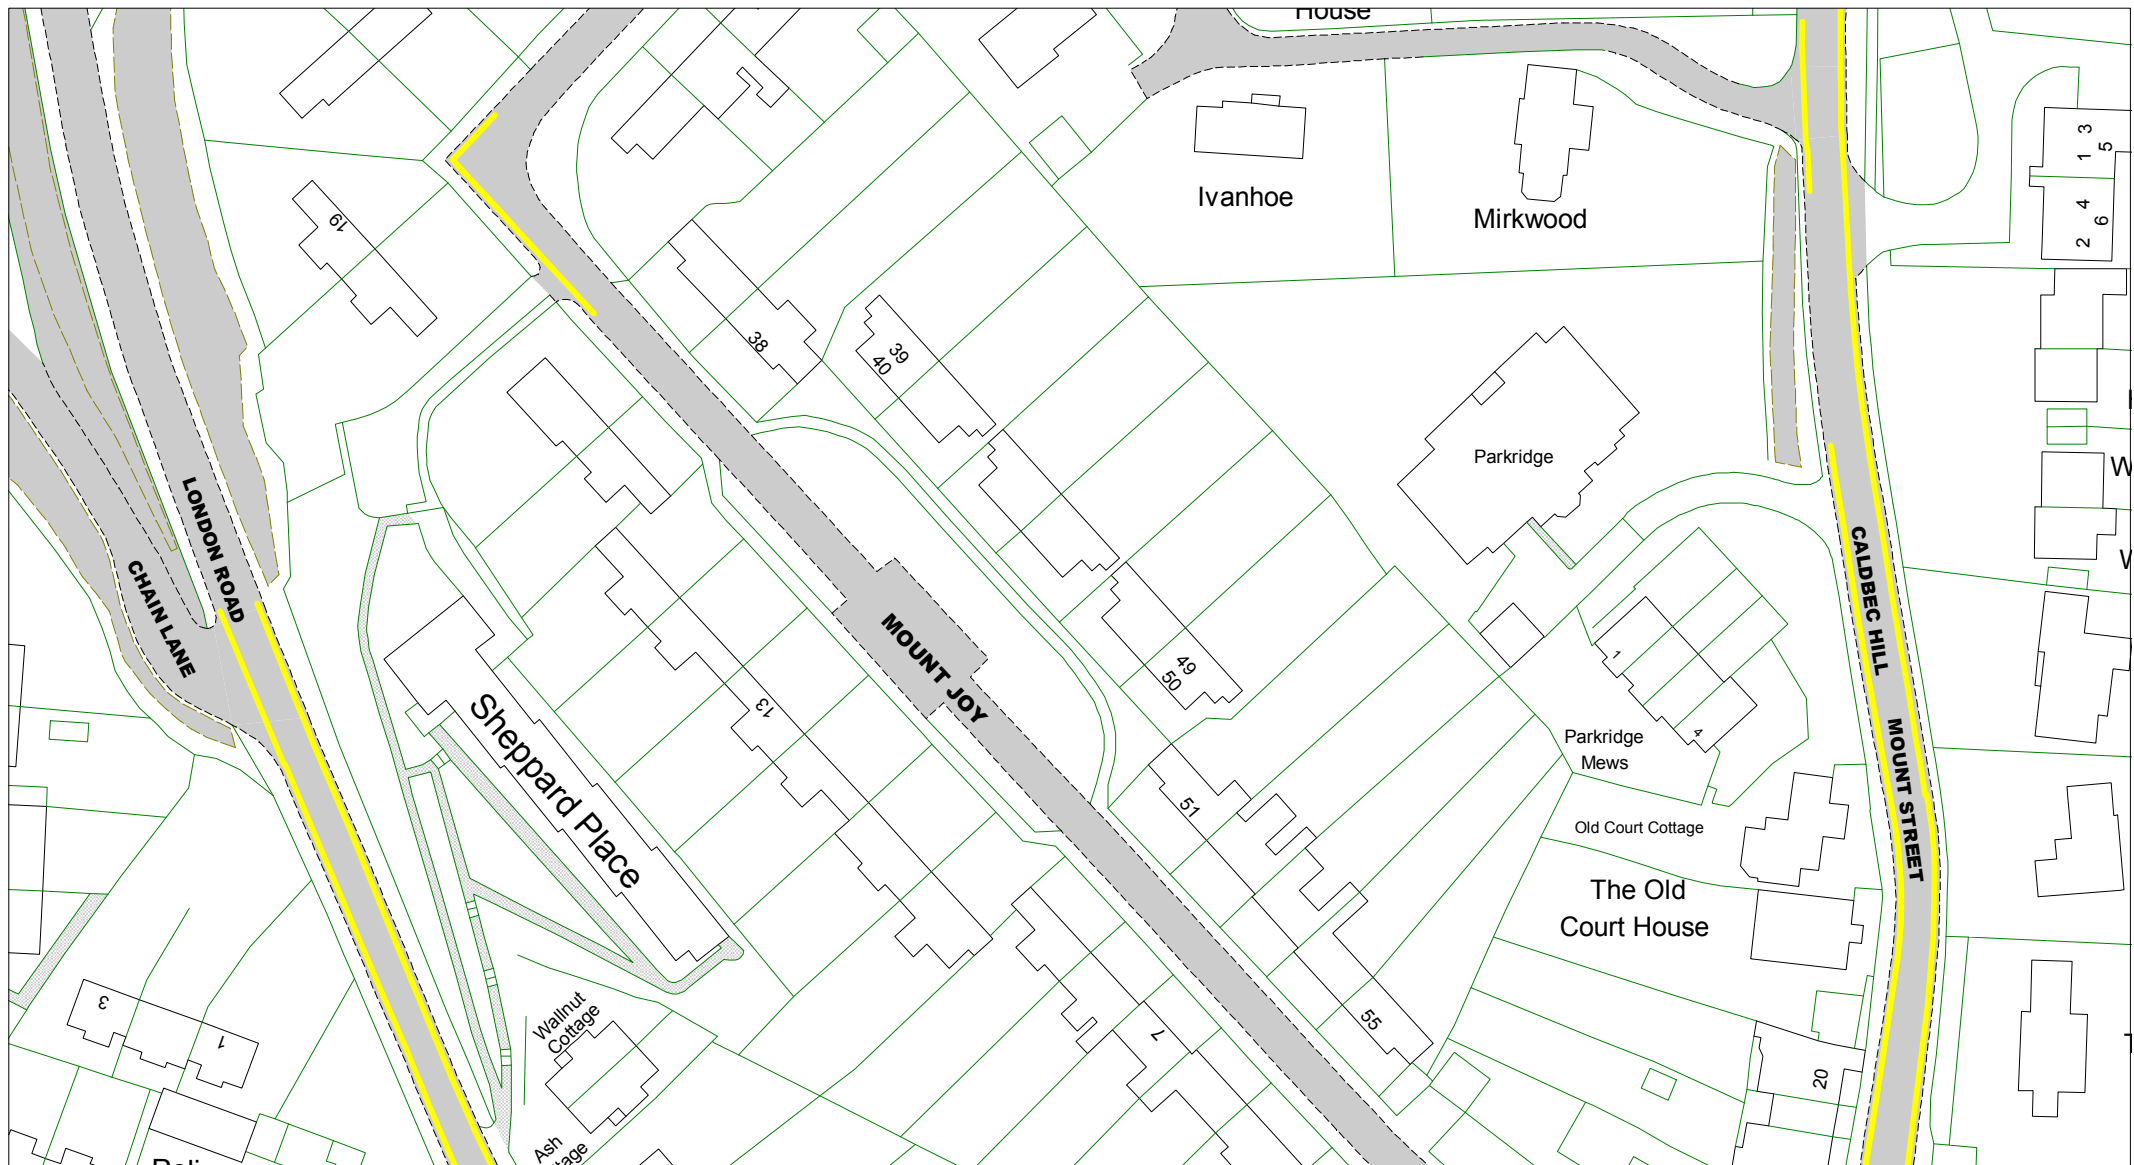 House
Ivanhoe
Mirkwood
1 3
5
2 4
6
19
38
39
40
Parkridge
LONDON ROAD
CHAIN LANE
CALDBEC HILL
MOUNT JOY
49
50
1
4
13
Sheppard Place
Parkridge
Mews
MOUNT STREET
51
Old Court Cottage
The Old
Court House
3
1
Wallnut
Cottage
55
7
20
Ash
W